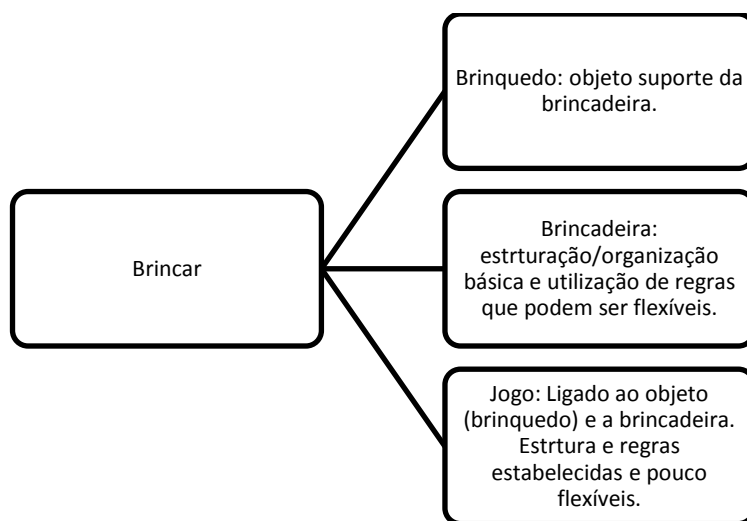 Brincar
Brinquedo: objeto suporte da
brincadeira.
Brincadeira:
estrturação/organização
básica e utilização de regras
que podem ser flexíveis.
Jogo: Ligado ao objeto
(brinquedo) e a brincadeira.
Estrtura e regras
estabelecidas e pouco
flexíveis.